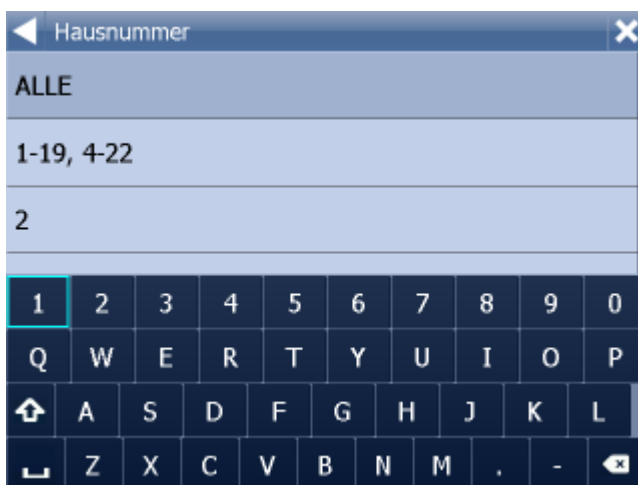 Hausnummer
ALLE
1-19, 4-22
2
1 2 3 4 5 6 7 8 9 0
Q W E R T Y U I O P
A S D F G H J K L
Z X C V B N M . -